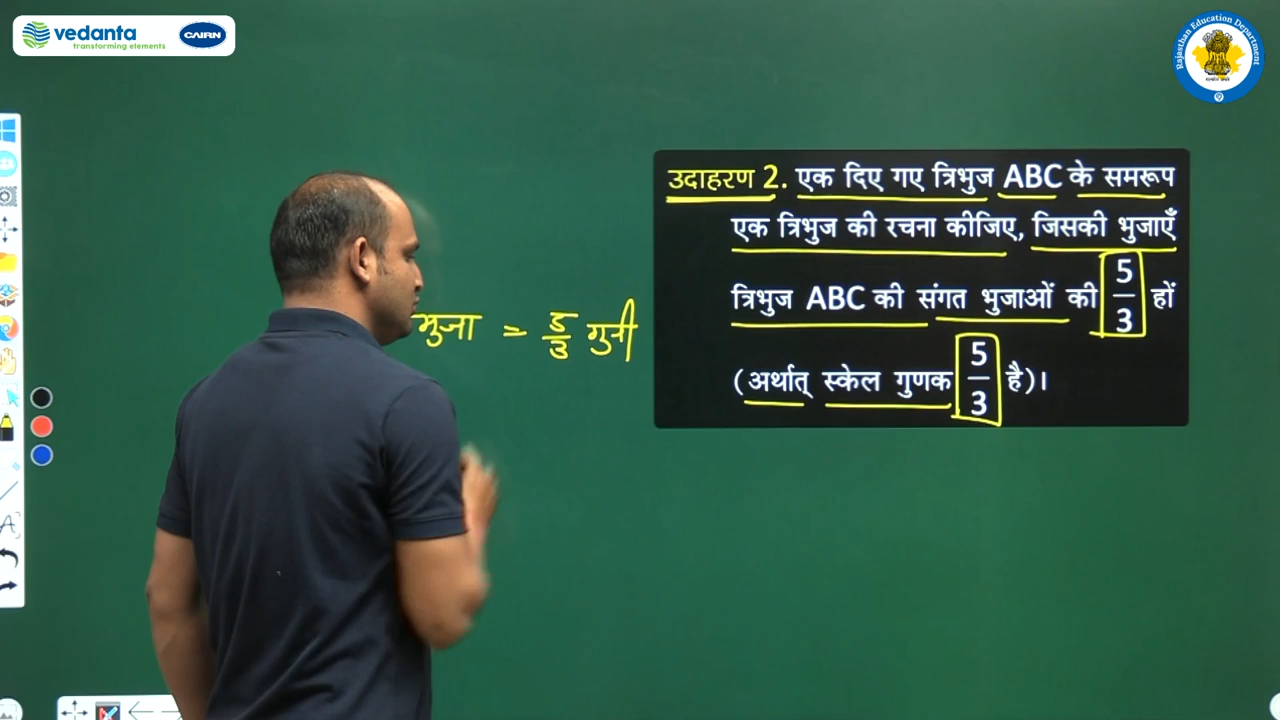 vedanta
transforming elements
CAIRN
Rajasthan Education Department
उदाहरण 2. एक दिए गए त्रिभुज ABC के समरूप
एक त्रिभुज की रचना कीजिए, जिसकी भुजाएँ
त्रिभुज ABC की संगत भुजाओं की 5/3 हों
(अर्थात् स्केल गुणक 5/3 है)।
भुजा = 5/3 गुनी